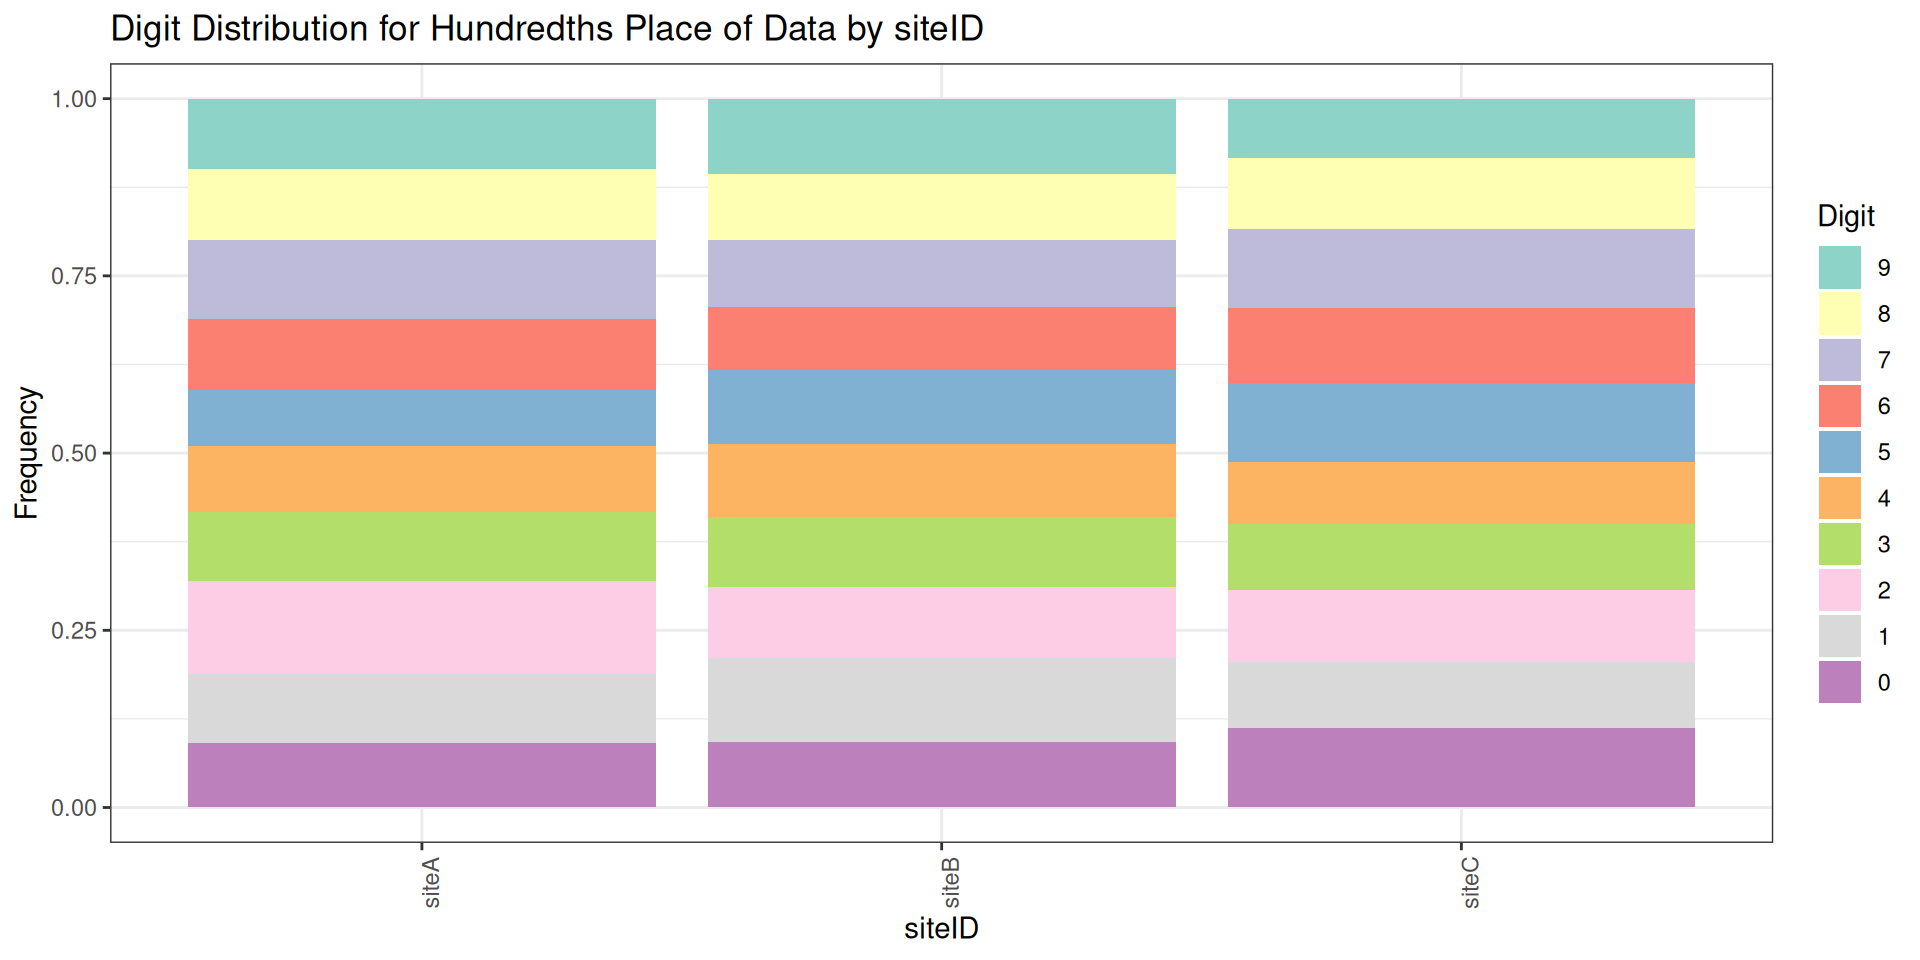 Digit Distribution for Hundredths Place of Data by siteID
Frequency
1.00
0.75
0.50
0.25
0.00
siteA
siteB
siteC
siteID
Digit
9
8
7
6
5
4
3
2
1
0